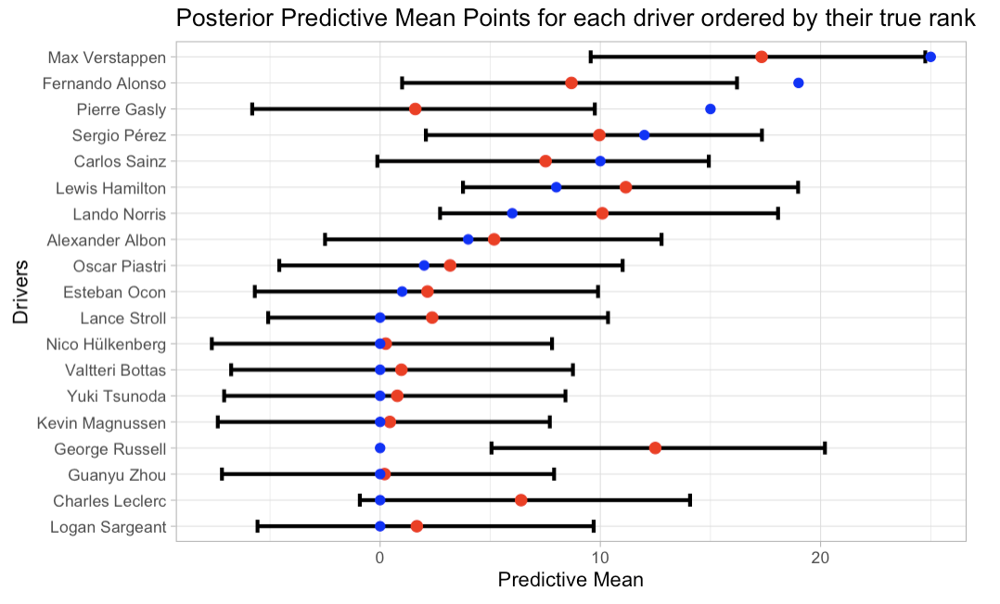 Posterior Predictive Mean Points for each driver ordered by their true rank
Max Verstappen
Fernando Alonso
Pierre Gasly
Sergio Pérez
Carlos Sainz
Lewis Hamilton
Lando Norris
Alexander Albon
Oscar Piastri
Esteban Ocon
Lance Stroll
Nico Hülkenberg
Valtteri Bottas
Yuki Tsunoda
Kevin Magnussen
George Russell
Guanyu Zhou
Charles Leclerc
Logan Sargeant
Drivers
0 10 20
Predictive Mean